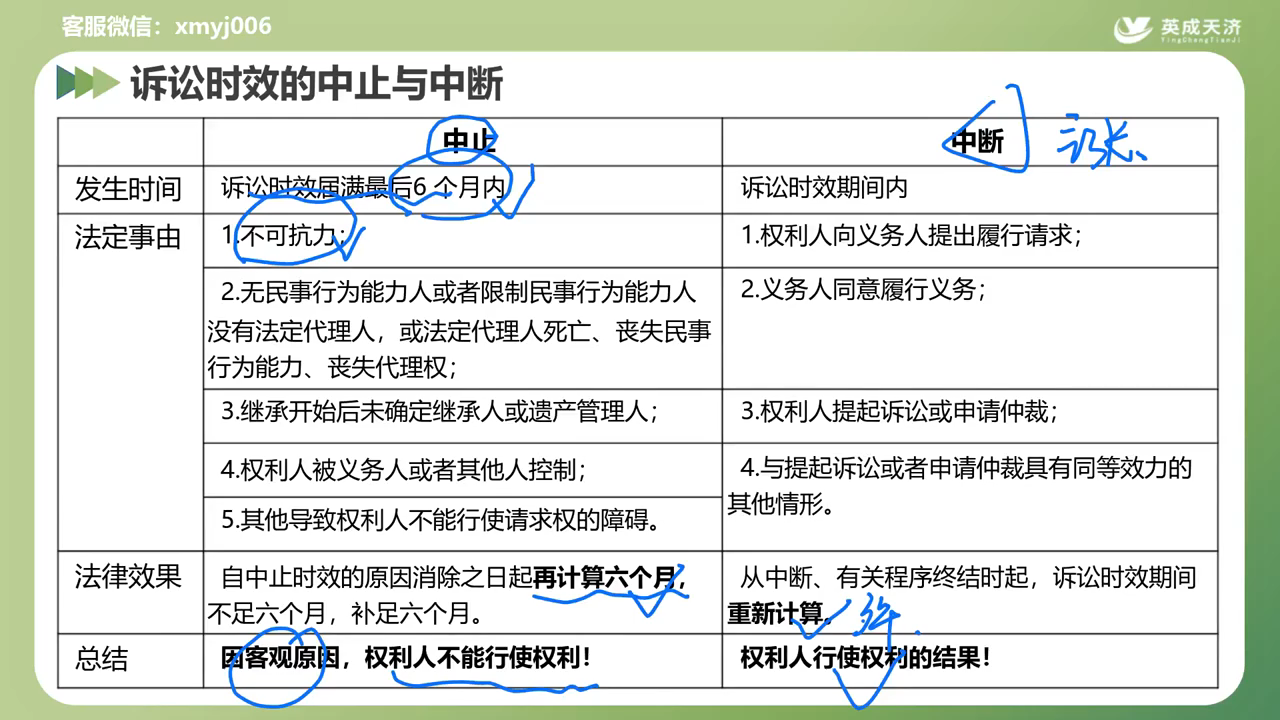 客服微信：xmyj006
英成天济
YingChengTianJi
诉讼时效的中止与中断
中止
中断
发生时间
诉讼时效届满最后6个月内
诉讼时效期间内
法定事由
1.不可抗力；
1.权利人向义务人提出履行请求；
2.无民事行为能力人或者限制民事行为能力人
没有法定代理人，或法定代理人死亡、丧失民事
行为能力、丧失代理权；
2.义务人同意履行义务；
3.继承开始后未确定继承人或遗产管理人；
3.权利人提起诉讼或申请仲裁；
4.权利人被义务人或者其他人控制；
4.与提起诉讼或者申请仲裁具有同等效力的
其他情形。
5.其他导致权利人不能行使请求权的障碍。
法律效果
自中止时效的原因消除之日起再计算六个月，
不足六个月，补足六个月。
从中断、有关程序终结时起，诉讼时效期间
重新计算。
总结
因客观原因，权利人不能行使权利！
权利人行使权利的结果！